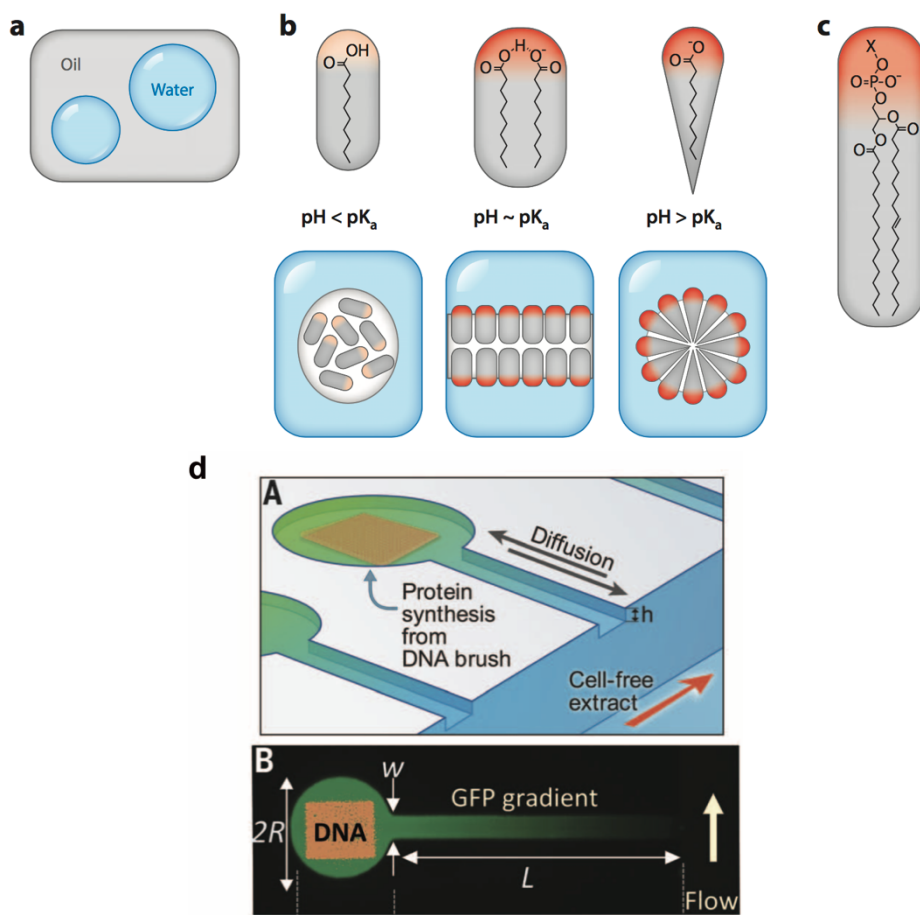 a
Oil
Water
b
OH
O
O
H
O⁻
O
O
⁻O
O
pH < pKₐ
pH ~ pKₐ
pH > pKₐ
c
X
O
O=P-O⁻
O
O
O
O
O
d
A
Diffusion
Protein
synthesis
from
DNA brush
h
Cell-free
extract
B
w
GFP gradient
2R
DNA
L
Flow